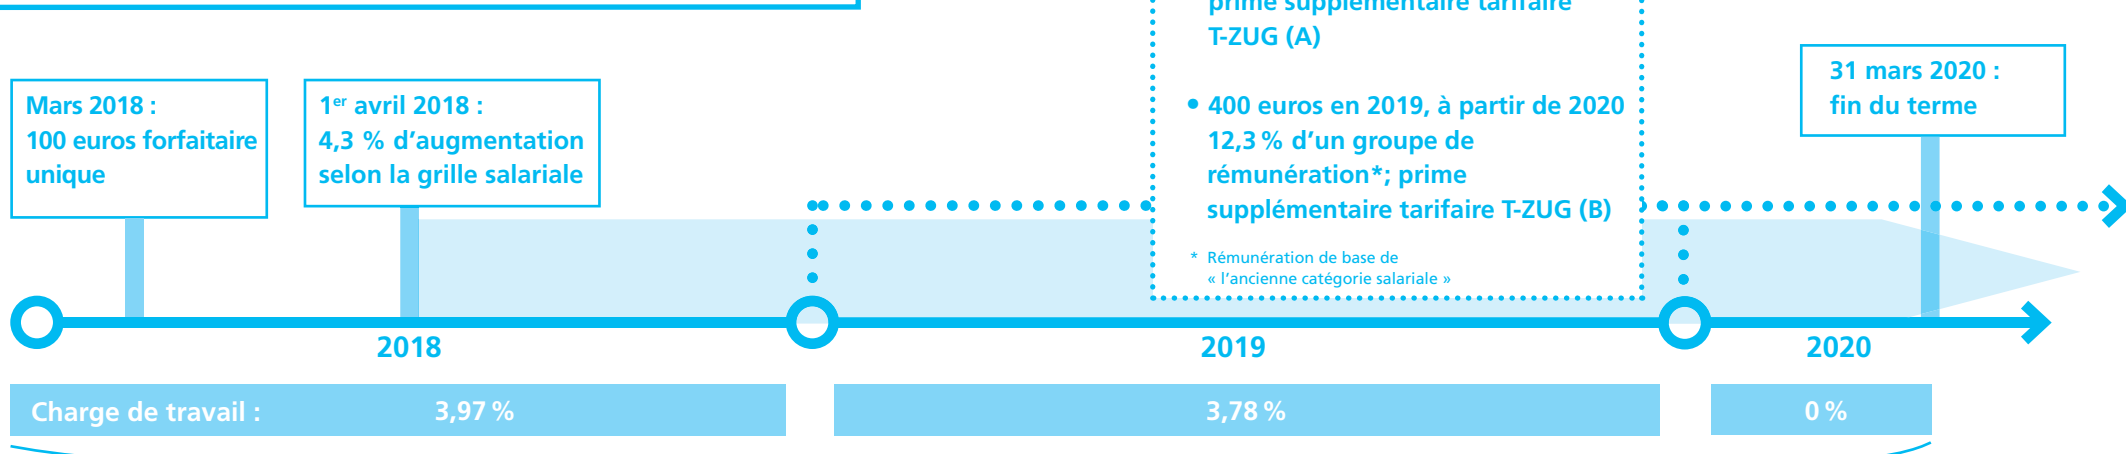 prime supplémentaire tarifaire
T-ZUG (A)
31 mars 2020 :
fin du terme
Mars 2018 :
100 euros forfaitaire
unique
1er avril 2018 :
4,3 % d’augmentation
selon la grille salariale
• 400 euros en 2019, à partir de 2020
12,3 % d’un groupe de
rémunération*; prime
supplémentaire tarifaire T-ZUG (B)
* Rémunération de base de
« l’ancienne catégorie salariale »
2018
2019
2020
Charge de travail :
3,97 %
3,78 %
0 %